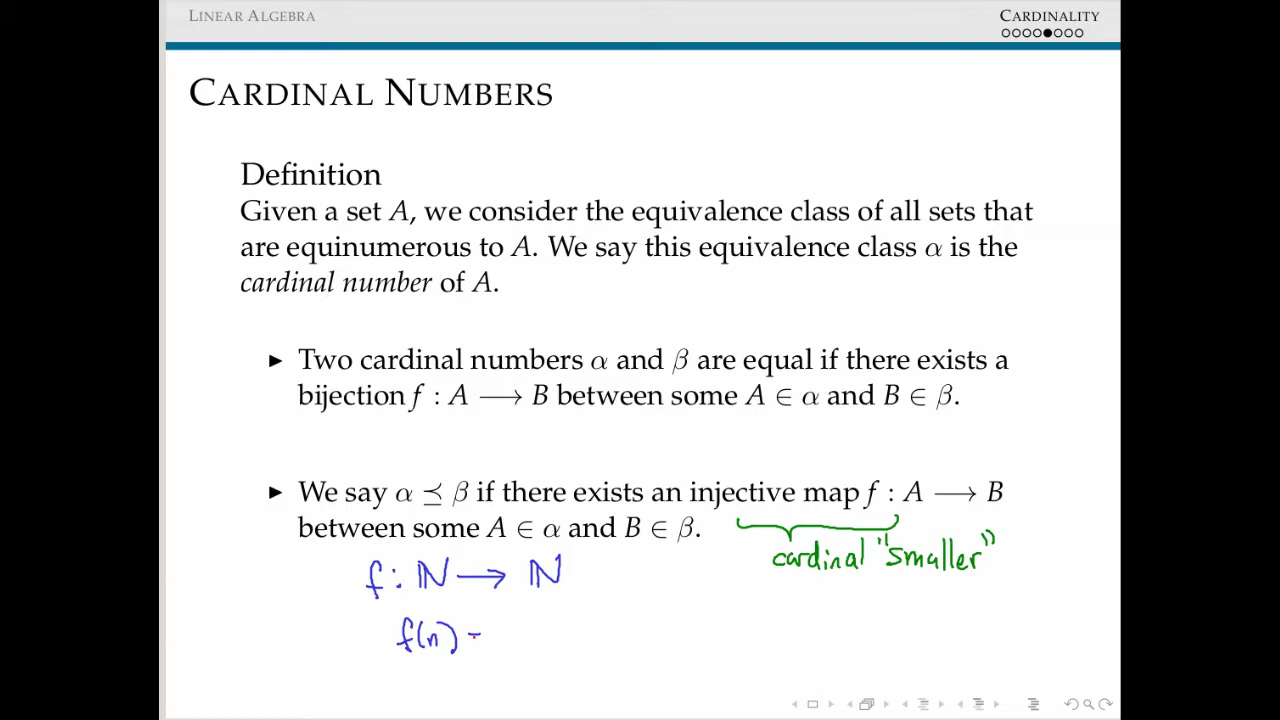 LINEAR ALGEBRA
CARDINALITY
CARDINAL NUMBERS
Definition
Given a set A, we consider the equivalence class of all sets that
are equinumerous to A. We say this equivalence class α is the
cardinal number of A.
▶ Two cardinal numbers α and β are equal if there exists a
bijection f : A ⟶ B between some A ∈ α and B ∈ β.
▶ We say α ⪯ β if there exists an injective map f : A ⟶ B
between some A ∈ α and B ∈ β.
cardinal "smaller"
f : ℕ ⟶ ℕ
f(n) =